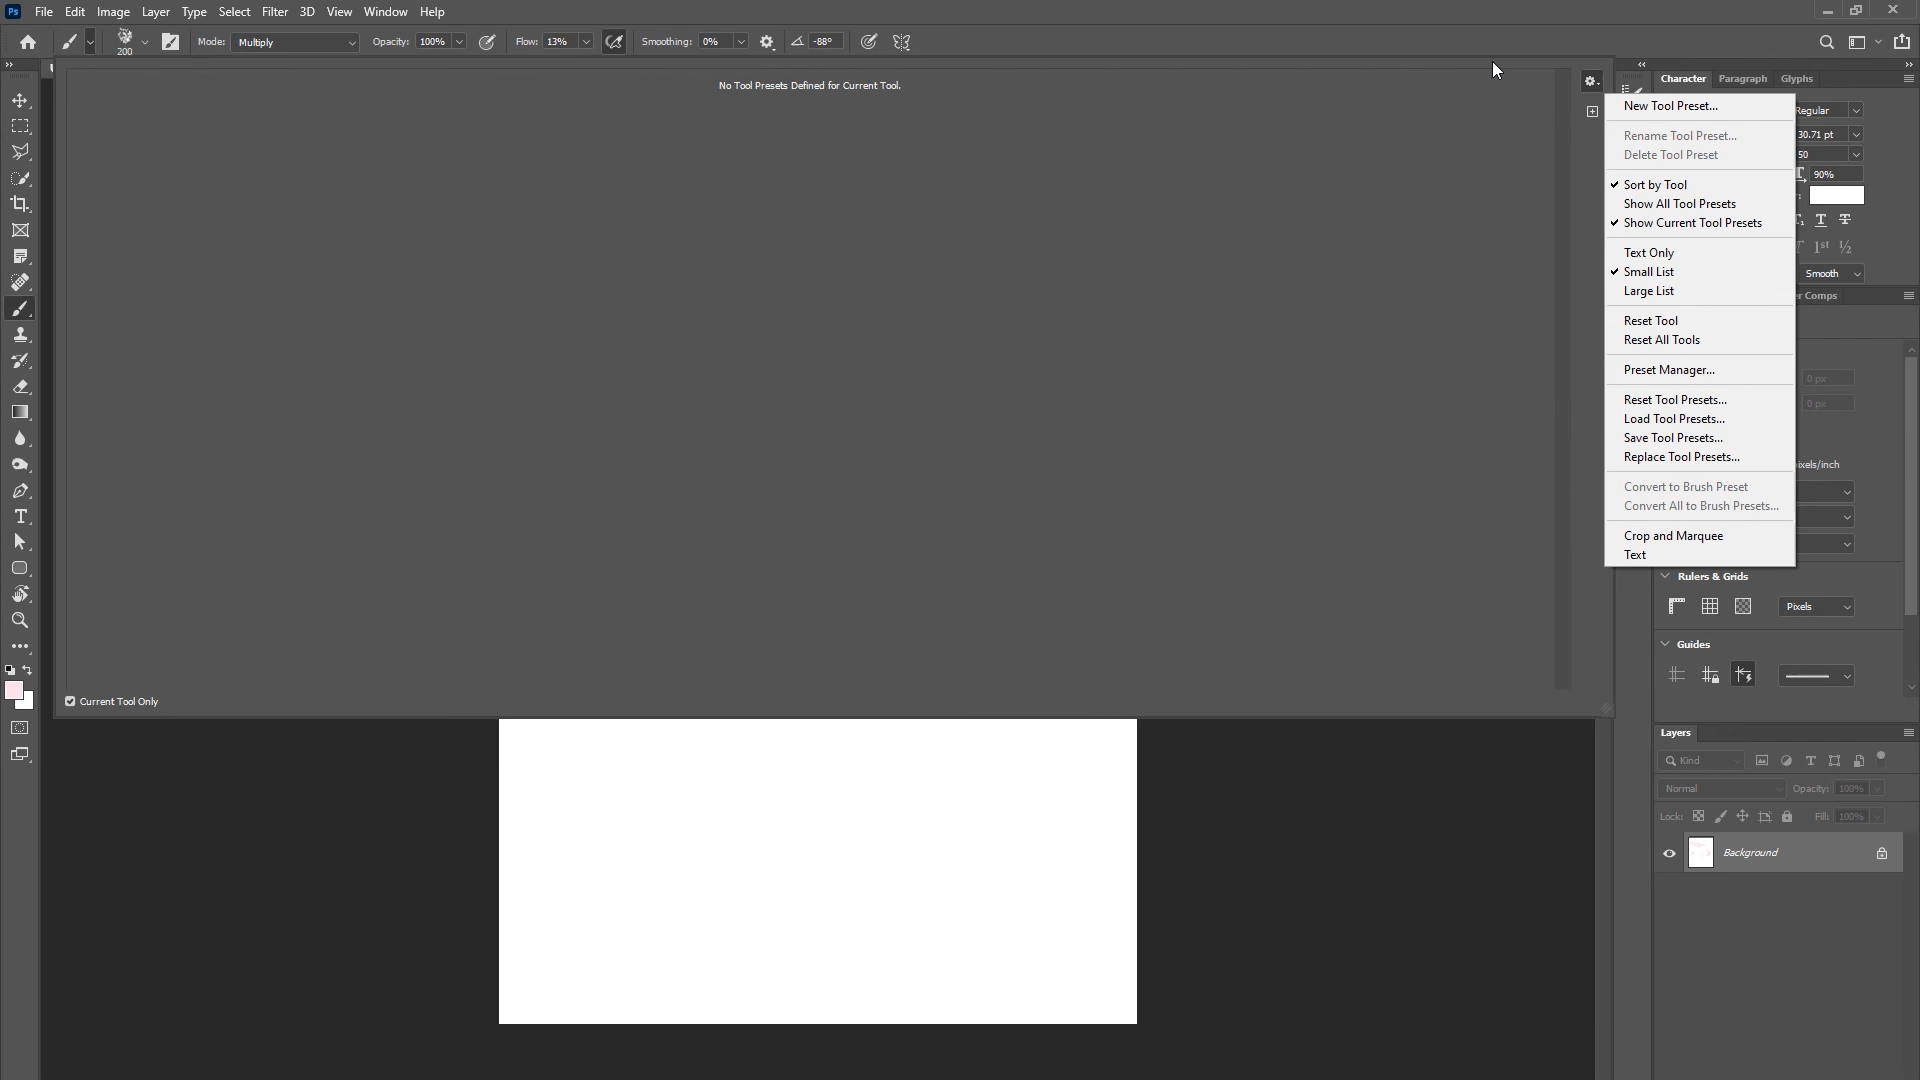 Ps File Edit Image Layer Type Select Filter 3D View Window Help
200 Mode: Multiply Opacity: 100% Flow: 13% Smoothing: 0% -88°
No Tool Presets Defined for Current Tool.
Current Tool Only
New Tool Preset...
Rename Tool Preset...
Delete Tool Preset
Sort by Tool
Show All Tool Presets
Show Current Tool Presets
Text Only
Small List
Large List
Reset Tool
Reset All Tools
Preset Manager...
Reset Tool Presets...
Load Tool Presets...
Save Tool Presets...
Replace Tool Presets...
Convert to Brush Preset
Convert All to Brush Presets...
Crop and Marquee
Text
Character Paragraph Glyphs
Regular
30.71 pt
50
90%
1st ½
Smooth
Comps
0 px
0 px
Rulers & Grids
Pixels
Guides
Layers
Kind
Normal Opacity: 100%
Lock: Fill: 100%
Background